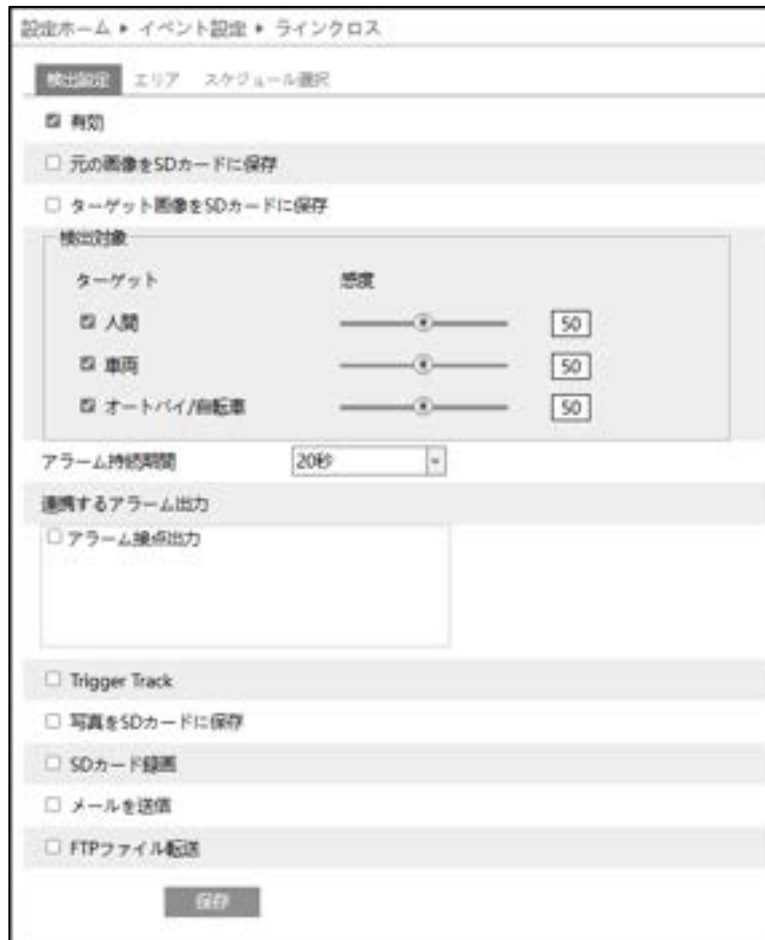 設定ホーム ▸ イベント設定 ▸ ラインクロス
検出設定 エリア スケジュール選択
有効
元の画像をSDカードに保存
ターゲット画像をSDカードに保存
検出対象
ターゲット 感度
人間 50
車両 50
オートバイ/自転車 50
アラーム持続期間 20秒
連携するアラーム出力
アラーム接点出力
Trigger Track
写真をSDカードに保存
SDカード録画
メールを送信
FTPファイル転送
保存